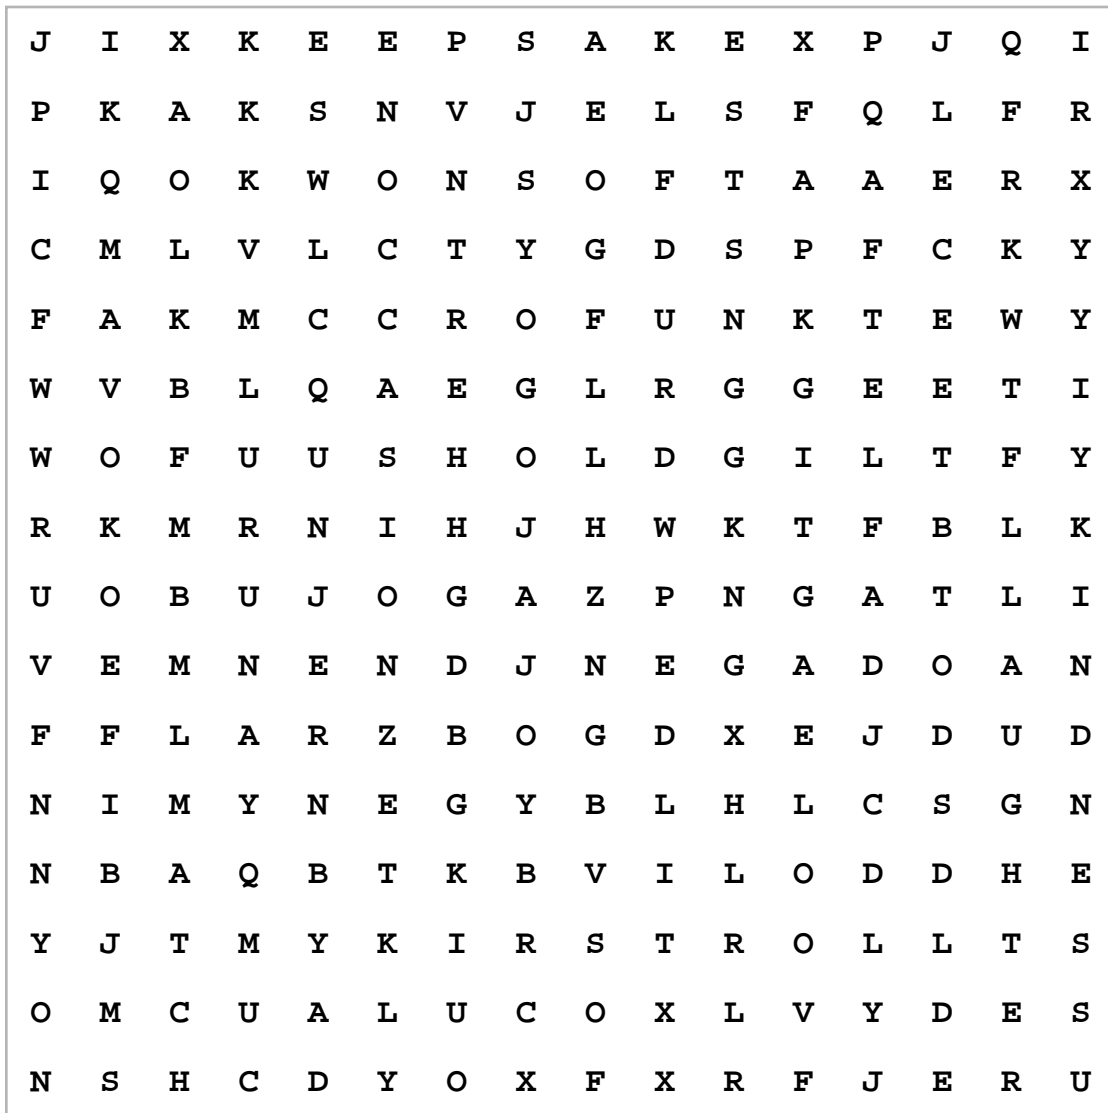 J I X K E E P S A K E X P J Q I
P K A K S N V J E L S F Q L F R
I Q O K W O N S O F T A A E R X
C M L V L C T Y G D S P F C K Y
F A K M C C R O F U N K T E W Y
W V B L Q A E G L R G G E E T I
W O F U U S H O L D G I L T F Y
R K M R N I H J H W K T F B L K
U O B U J O G A Z P N G A T L I
V E M N E N D J N E G A D O A N
F F L A R Z B O G D X E J D U D
N I M Y N E G Y B L H L C S G N
N B A Q B T K B V I L O D D H E
Y J T M Y K I R S T R O L L T S
O M C U A L U C O X L V Y D E S
N S H C D Y O X F X R F J E R U